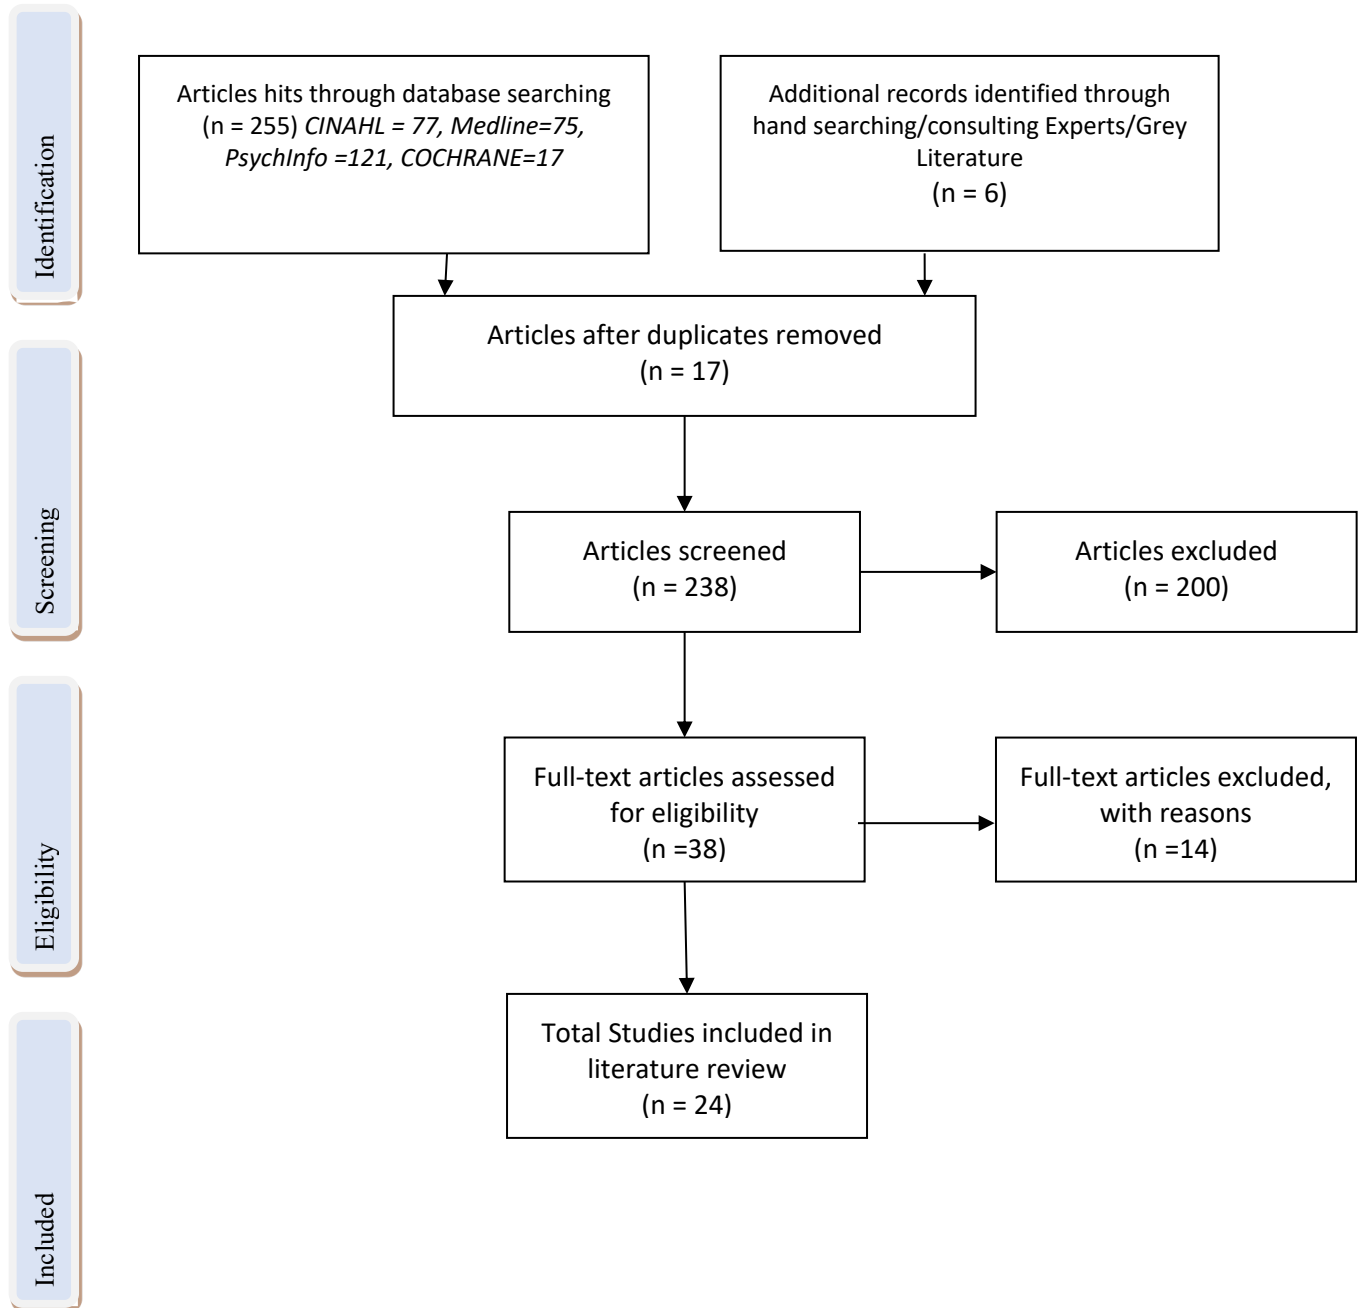 Identification
Articles hits through database searching
(n = 255) CINAHL = 77, Medline=75,
PsychInfo =121, COCHRANE=17
Additional records identified through
hand searching/consulting Experts/Grey
Literature
(n = 6)
Articles after duplicates removed
(n = 17)
Screening
Articles screened
(n = 238)
Articles excluded
(n = 200)
Eligibility
Full-text articles assessed
for eligibility
(n =38)
Full-text articles excluded,
with reasons
(n =14)
Included
Total Studies included in
literature review
(n = 24)